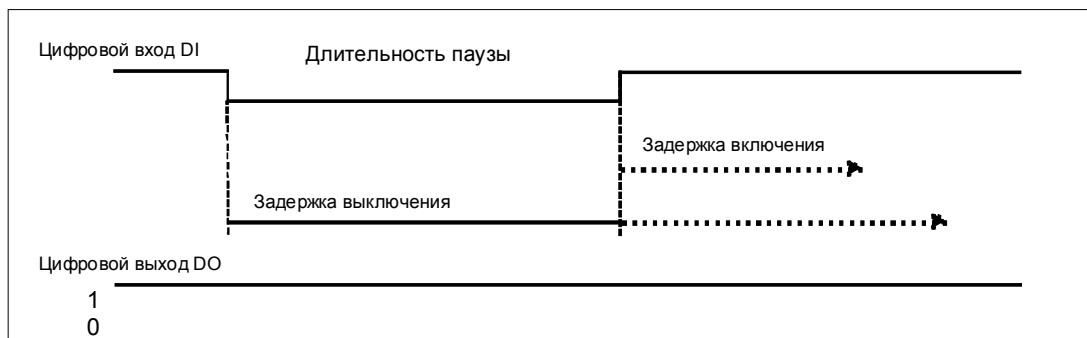 Цифровой вход DI
Длительность паузы
Задержка включения
Задержка выключения
Цифровой выход DO
1
0